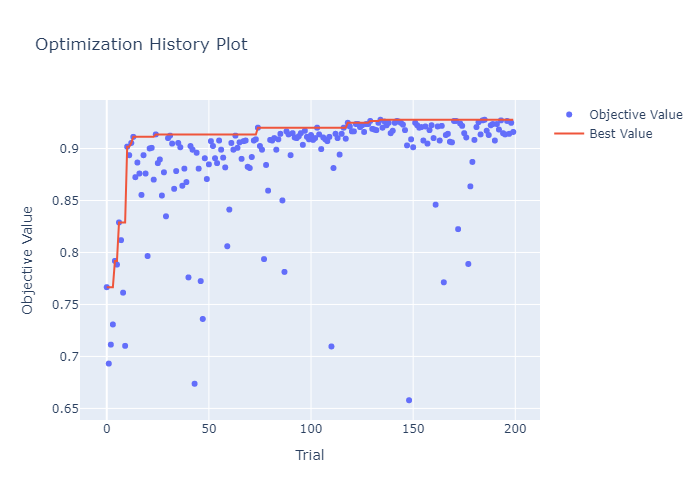 Optimization History Plot
Objective Value
Best Value
0.9
0.85
0.8
0.75
0.7
0.65
Objective Value
0
50
100
150
200
Trial